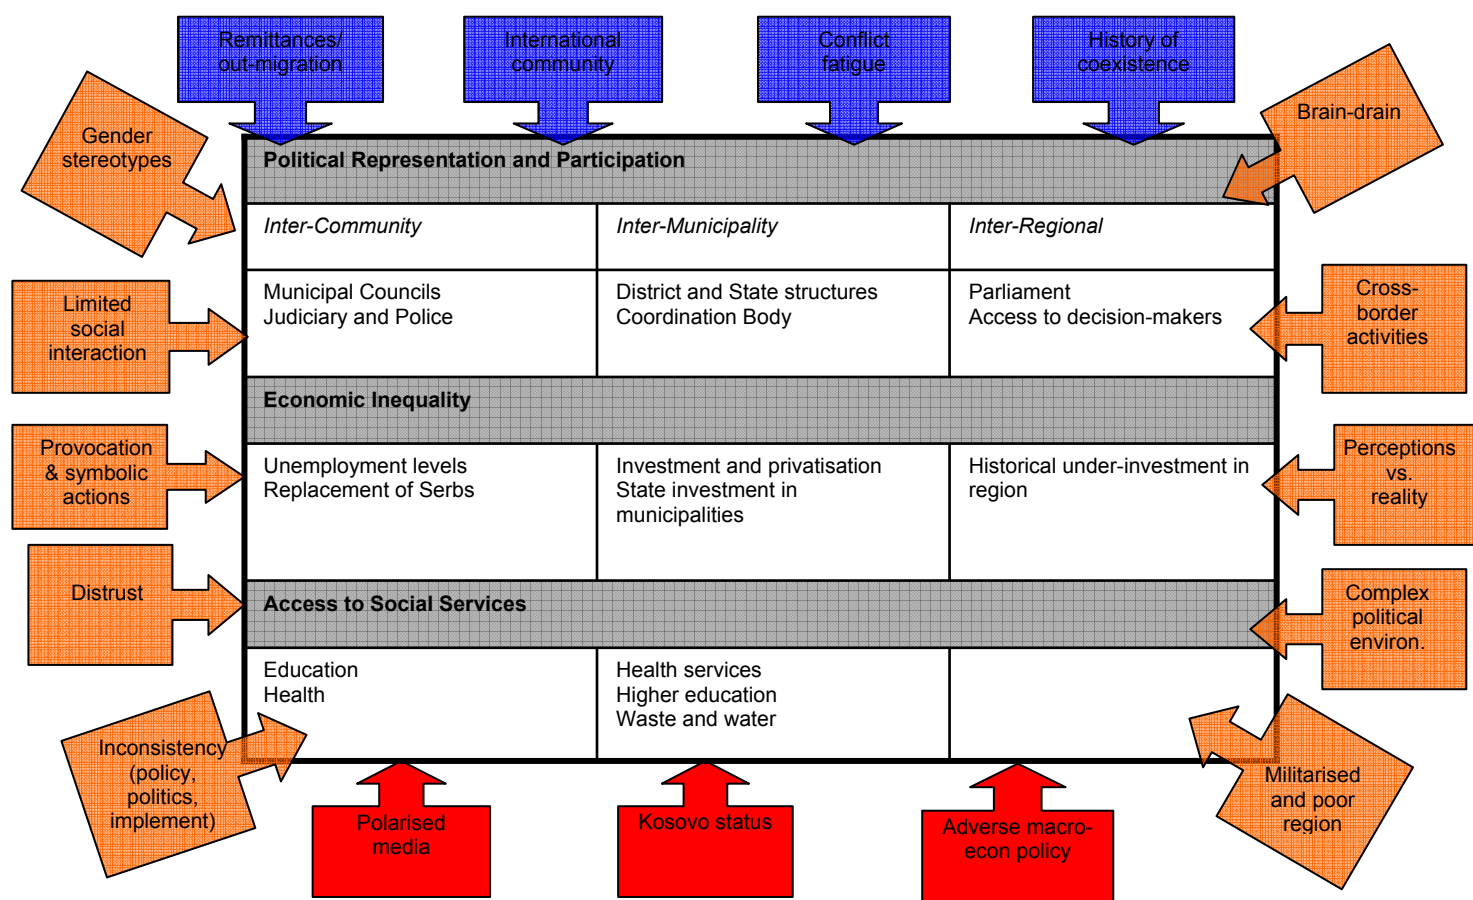 Remittances/
out-migration
International
community
Conflict
fatigue
History of
coexistence
Gender
stereotypes
Brain-drain
Political Representation and Participation
Inter-Community
Inter-Municipality
Inter-Regional
Limited
social
interaction
Municipal Councils
Judiciary and Police
District and State structures
Coordination Body
Parliament
Access to decision-makers
Cross-
border
activities
Economic Inequality
Provocation
& symbolic
actions
Unemployment levels
Replacement of Serbs
Investment and privatisation
State investment in
municipalities
Historical under-investment in
region
Perceptions
vs.
reality
Distrust
Access to Social Services
Complex
political
environ.
Education
Health
Health services
Higher education
Waste and water
Inconsistency
(policy,
politics,
implement)
Militarised
and poor
region
Polarised
media
Kosovo status
Adverse macro-
econ policy